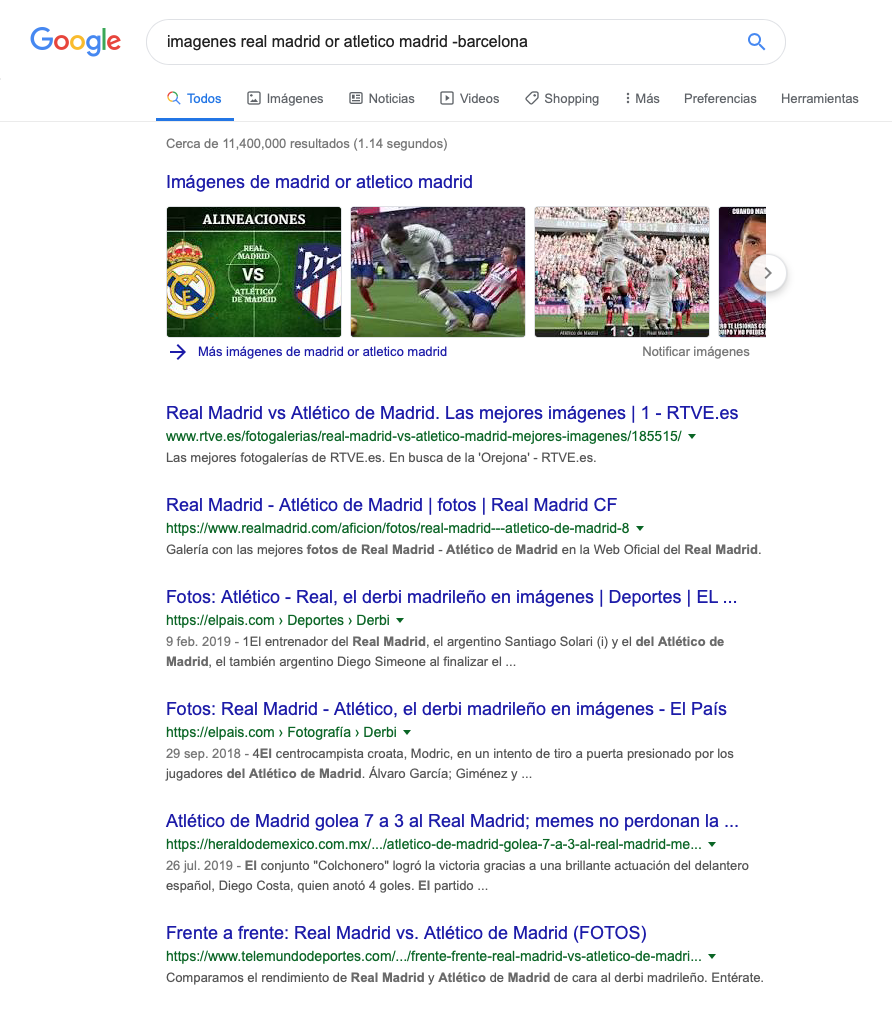 Google
imagenes real madrid or atletico madrid -barcelona
Todos Imágenes Noticias Videos Shopping Más Preferencias Herramientas
Cerca de 11,400,000 resultados (1.14 segundos)
Imágenes de madrid or atletico madrid
ALINEACIONES
REAL
MADRID
VS
ATLÉTICO
DE MADRID
Atlético de Madrid 1 - 3 Real Madrid
CUANDO
TE LESIONAS
Más imágenes de madrid or atletico madrid
Notificar imágenes
Real Madrid vs Atlético de Madrid. Las mejores imágenes | 1 - RTVE.es
www.rtve.es/fotogalerias/real-madrid-vs-atletico-madrid-mejores-imagenes/185515/
Las mejores fotogalerías de RTVE.es. En busca de la 'Orejona' - RTVE.es.
Real Madrid - Atlético de Madrid | fotos | Real Madrid CF
https://www.realmadrid.com/aficion/fotos/real-madrid---atletico-de-madrid-8
Galería con las mejores fotos de Real Madrid - Atlético de Madrid en la Web Oficial del Real Madrid.
Fotos: Atlético - Real, el derbi madrileño en imágenes | Deportes | EL ...
https://elpais.com › Deportes › Derbi
9 feb. 2019 - 1El entrenador del Real Madrid, el argentino Santiago Solari (i) y el del Atlético de
Madrid, el también argentino Diego Simeone al finalizar el ...
Fotos: Real Madrid - Atlético, el derbi madrileño en imágenes - El País
https://elpais.com › Fotografía › Derbi
29 sep. 2018 - 4El centrocampista croata, Modric, en un intento de tiro a puerta presionado por los
jugadores del Atlético de Madrid. Álvaro García; Giménez y ...
Atlético de Madrid golea 7 a 3 al Real Madrid; memes no perdonan la ...
https://heraldodemexico.com.mx/.../atletico-de-madrid-golea-7-a-3-al-real-madrid-me...
26 jul. 2019 - El conjunto "Colchonero" logró la victoria gracias a una brillante actuación del delantero
español, Diego Costa, quien anotó 4 goles. El partido ...
Frente a frente: Real Madrid vs. Atlético de Madrid (FOTOS)
https://www.telemundodeportes.com/.../frente-frente-real-madrid-vs-atletico-de-madri...
Comparamos el rendimiento de Real Madrid y Atlético de Madrid de cara al derbi madrileño. Entérate.